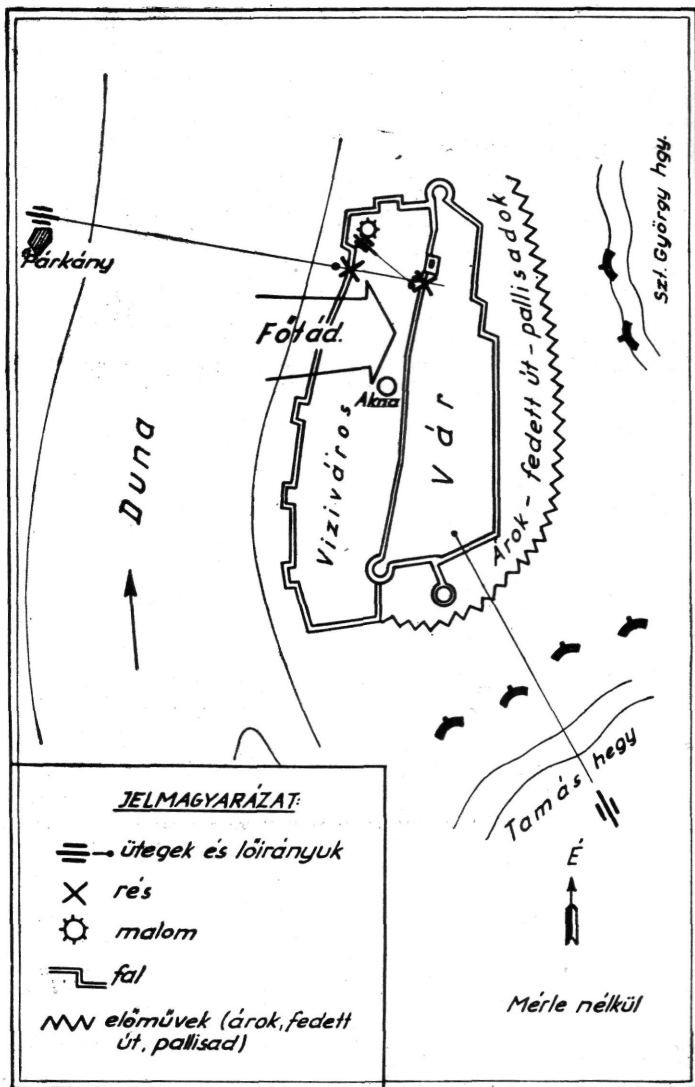 Párkány
Főtád.
Akna
Duna
Viziváros
Vár
Árok - fedett út - pallisadok
Szt. György hgy.
Tamás hegy
É
Mérle nélkül
JELMAGYARÁZAT:
ütegek és lőirányuk
rés
malom
fal
előművek (árok, fedett
út, pallisad)